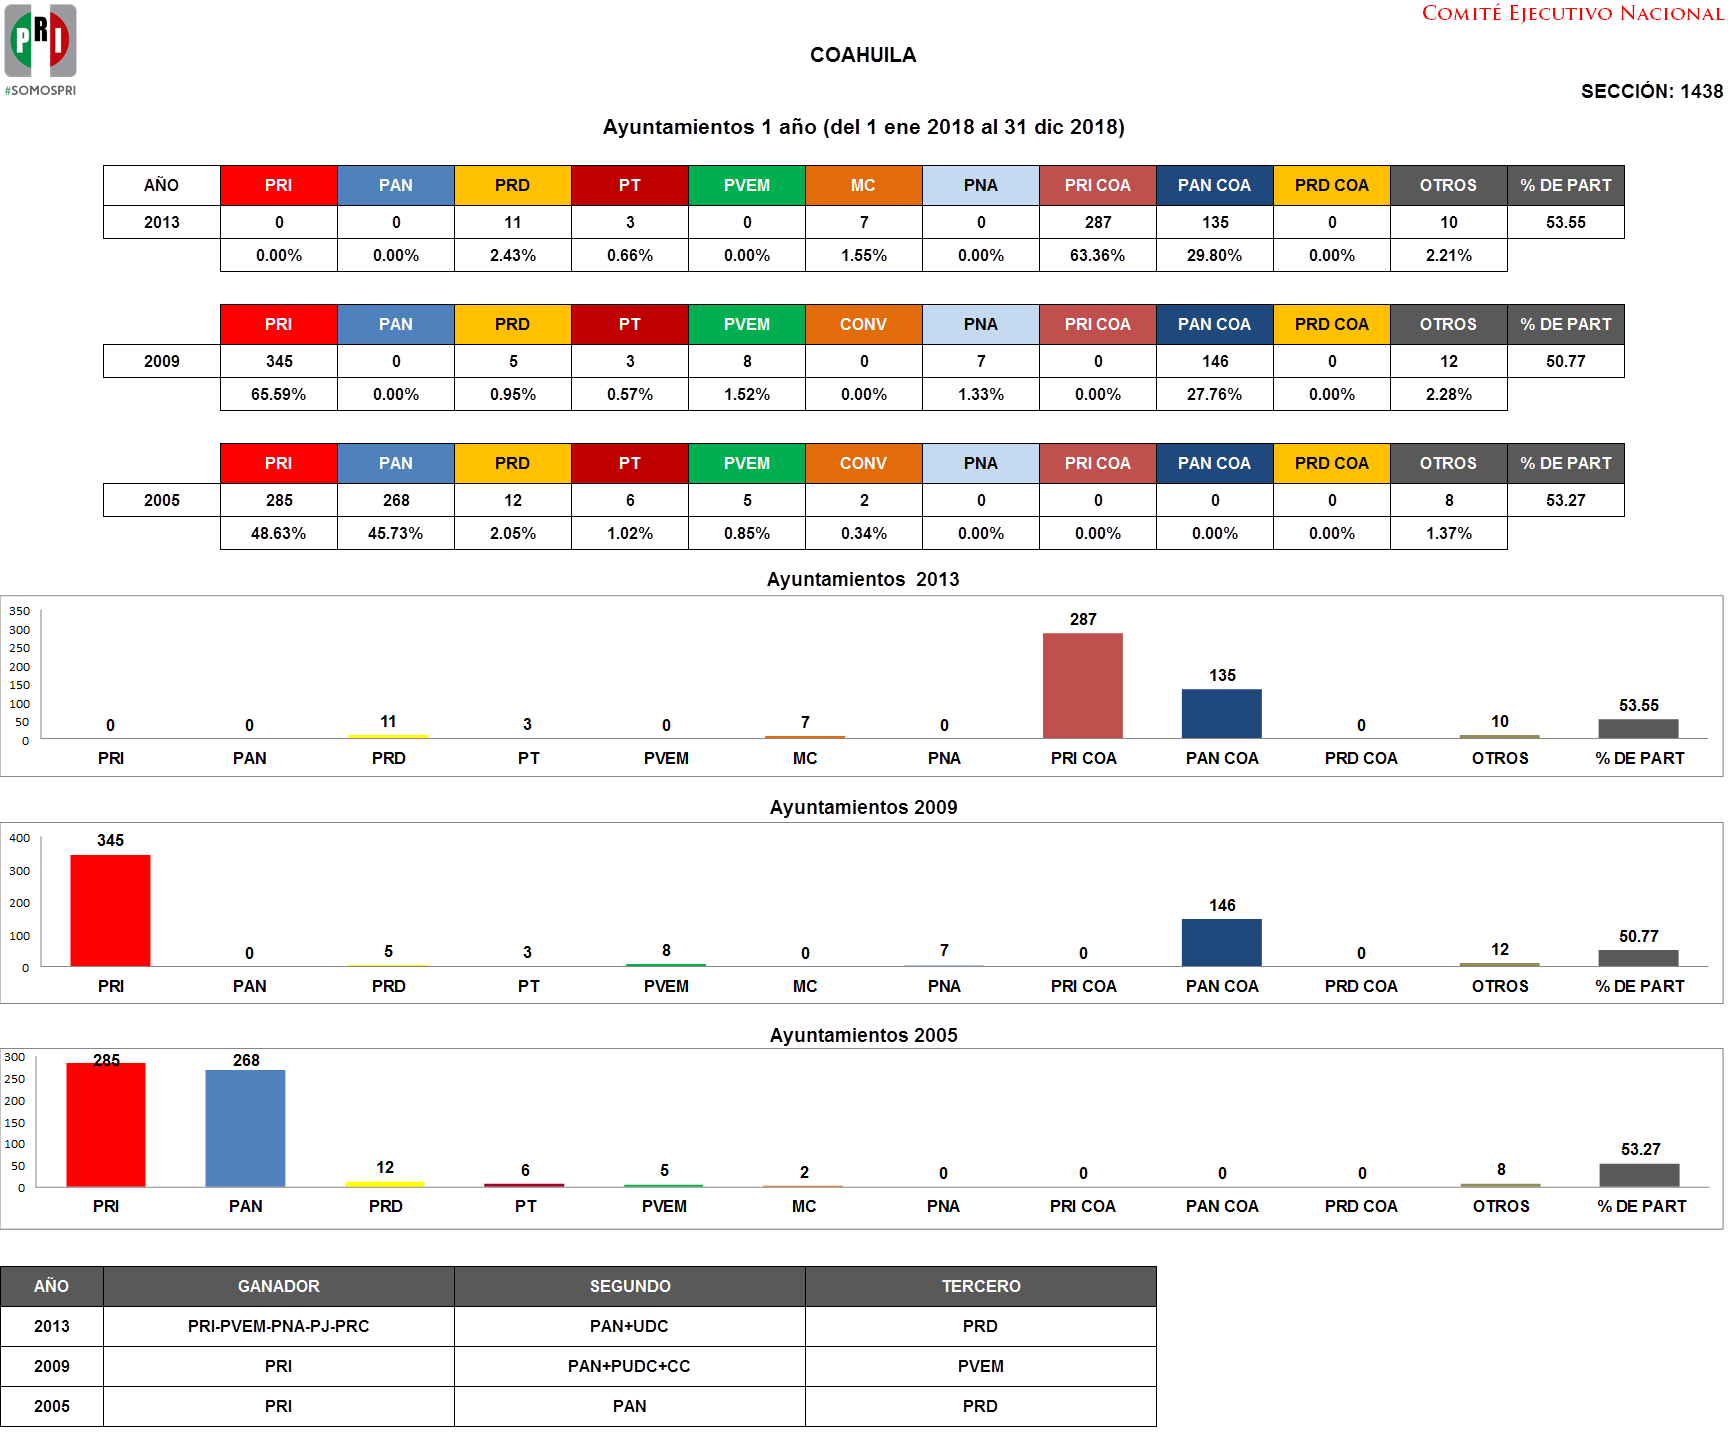 COMITÉ EJECUTIVO NACIONAL
PRI
#SOMOSPRI
COAHUILA
SECCIÓN: 1438
Ayuntamientos 1 año (del 1 ene 2018 al 31 dic 2018)
AÑO PRI PAN PRD PT PVEM MC PNA PRI COA PAN COA PRD COA OTROS % DE PART
2013 0 0 11 3 0 7 0 287 135 0 10 53.55
0.00% 0.00% 2.43% 0.66% 0.00% 1.55% 0.00% 63.36% 29.80% 0.00% 2.21%
PRI PAN PRD PT PVEM CONV PNA PRI COA PAN COA PRD COA OTROS % DE PART
2009 345 0 5 3 8 0 7 0 146 0 12 50.77
65.59% 0.00% 0.95% 0.57% 1.52% 0.00% 1.33% 0.00% 27.76% 0.00% 2.28%
PRI PAN PRD PT PVEM CONV PNA PRI COA PAN COA PRD COA OTROS % DE PART
2005 285 268 12 6 5 2 0 0 0 0 8 53.27
48.63% 45.73% 2.05% 1.02% 0.85% 0.34% 0.00% 0.00% 0.00% 0.00% 1.37%
Ayuntamientos 2013
350
300
250
200
150
100
50
0
0 0 11 3 0 7 0 287 135 0 10 53.55
PRI PAN PRD PT PVEM MC PNA PRI COA PAN COA PRD COA OTROS % DE PART
Ayuntamientos 2009
400
300
200
100
0
345 0 5 3 8 0 7 0 146 0 12 50.77
PRI PAN PRD PT PVEM MC PNA PRI COA PAN COA PRD COA OTROS % DE PART
Ayuntamientos 2005
300
250
200
150
100
50
0
285 268 12 6 5 2 0 0 0 0 8 53.27
PRI PAN PRD PT PVEM MC PNA PRI COA PAN COA PRD COA OTROS % DE PART
AÑO GANADOR SEGUNDO TERCERO
2013 PRI-PVEM-PNA-PJ-PRC PAN+UDC PRD
2009 PRI PAN+PUDC+CC PVEM
2005 PRI PAN PRD